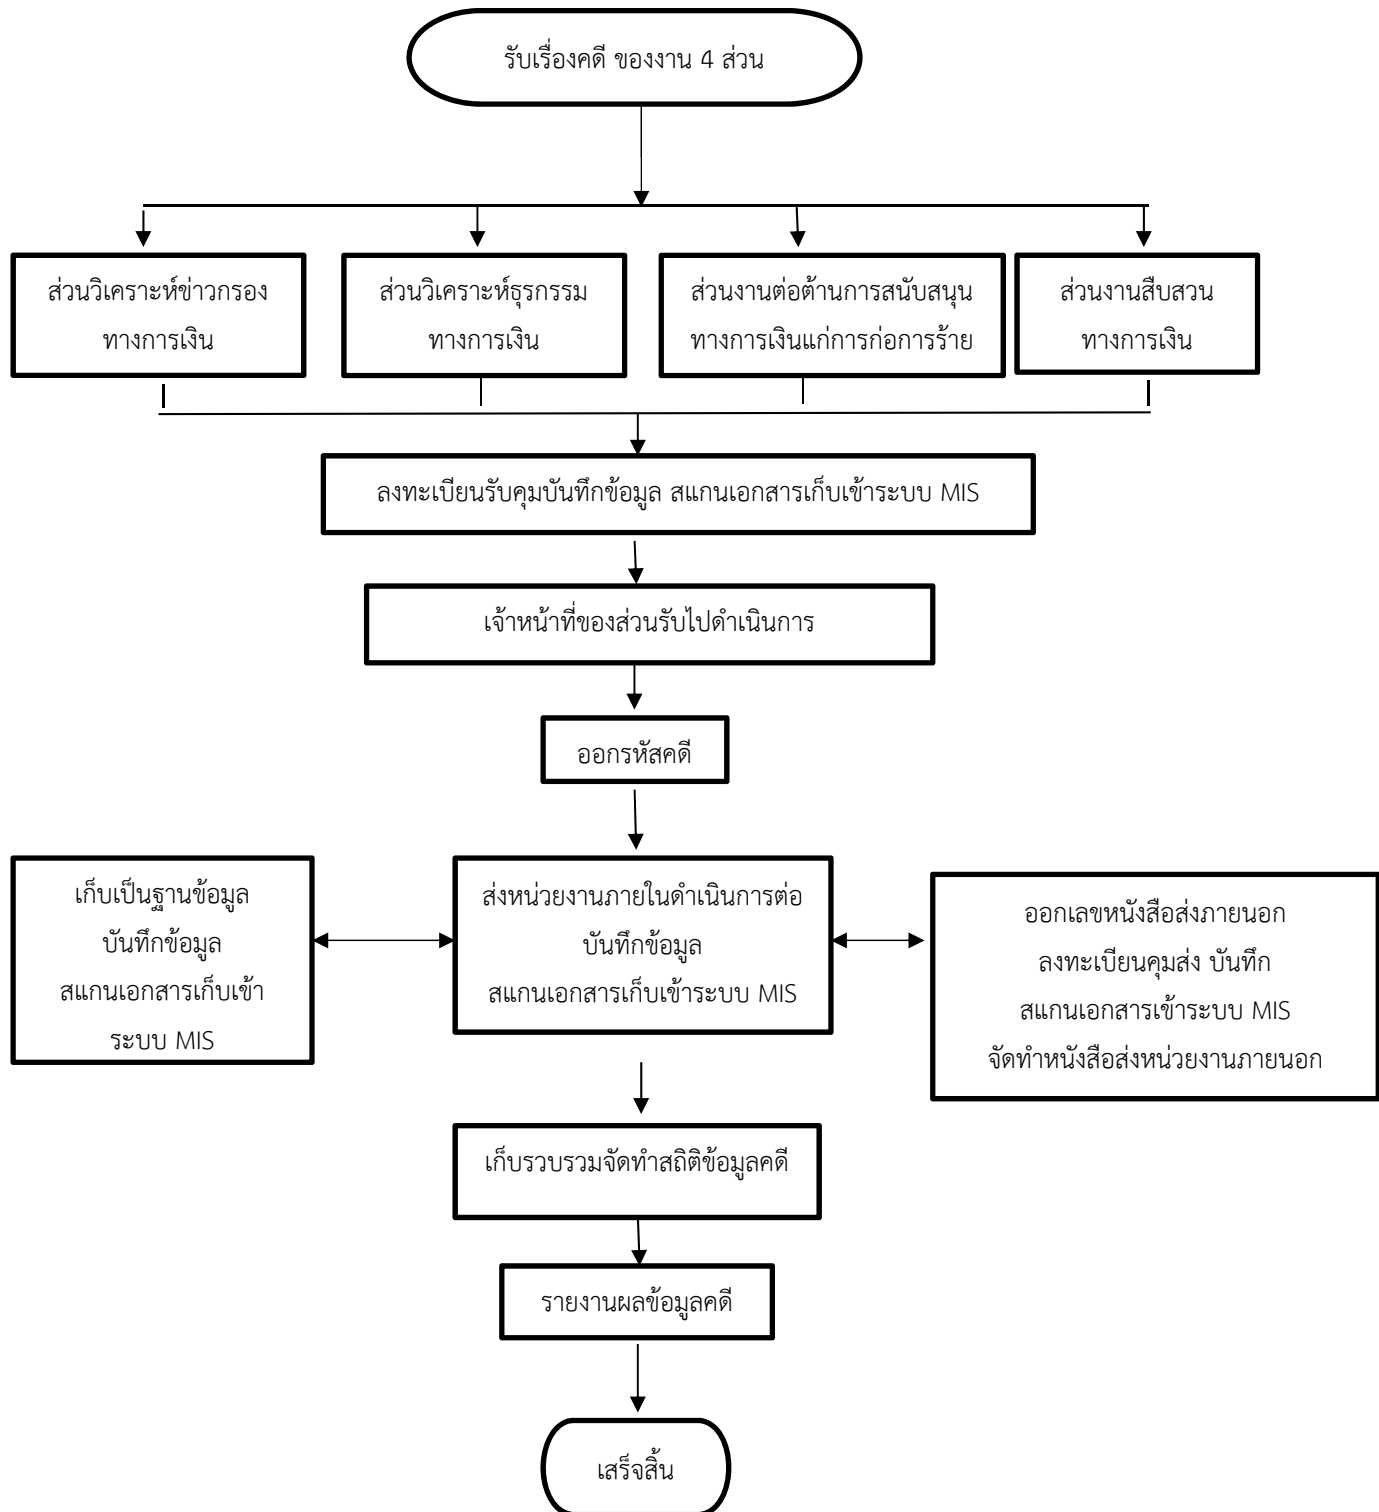 รับเรื่องคดี ของงาน 4 ส่วน
ส่วนวิเคราะห์ข่าวกรอง
ทางการเงิน
ส่วนวิเคราะห์ธุรกรรม
ทางการเงิน
ส่วนงานต่อต้านการสนับสนุน
ทางการเงินแก่การก่อการร้าย
ส่วนงานสืบสวน
ทางการเงิน
ลงทะเบียนรับคุมบันทึกข้อมูล สแกนเอกสารเก็บเข้าระบบ MIS
เจ้าหน้าที่ของส่วนรับไปดำเนินการ
ออกรหัสคดี
เก็บเป็นฐานข้อมูล
บันทึกข้อมูล
สแกนเอกสารเก็บเข้า
ระบบ MIS
ส่งหน่วยงานภายในดำเนินการต่อ
บันทึกข้อมูล
สแกนเอกสารเก็บเข้าระบบ MIS
ออกเลขหนังสือส่งภายนอก
ลงทะเบียนคุมส่ง บันทึก
สแกนเอกสารเข้าระบบ MIS
จัดทำหนังสือส่งหน่วยงานภายนอก
เก็บรวบรวมจัดทำสถิติข้อมูลคดี
รายงานผลข้อมูลคดี
เสร็จสิ้น